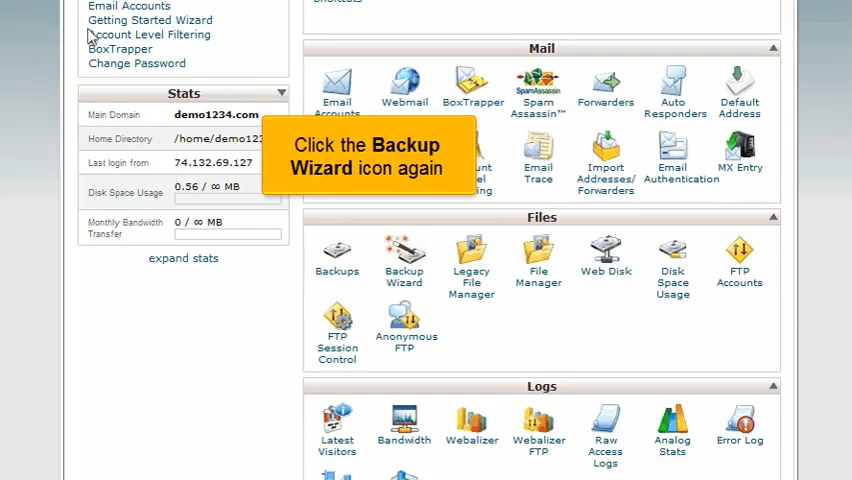 Email Accounts
Getting Started Wizard
Account Level Filtering
BoxTrapper
Change Password
Stats
Main Domain demo1234.com
Home Directory /home/demo123
Last login from 74.132.69.127
Disk Space Usage 0.56 / ∞ MB
Monthly Bandwidth
Transfer
0 / ∞ MB
expand stats
Click the Backup
Wizard icon again
Mail
Email
Accounts
Webmail
BoxTrapper
Spam
Assassin™
Forwarders
Auto
Responders
Default
Address
Email
Trace
Import
Addresses/
Forwarders
Email
Authentication
MX Entry
Files
Backups
Backup
Wizard
Legacy
File
Manager
File
Manager
Web Disk
Disk
Space
Usage
FTP
Accounts
FTP
Session
Control
Anonymous
FTP
Logs
Latest
Visitors
Bandwidth
Webalizer
Webalizer
FTP
Raw
Access
Logs
Analog
Stats
Error Log